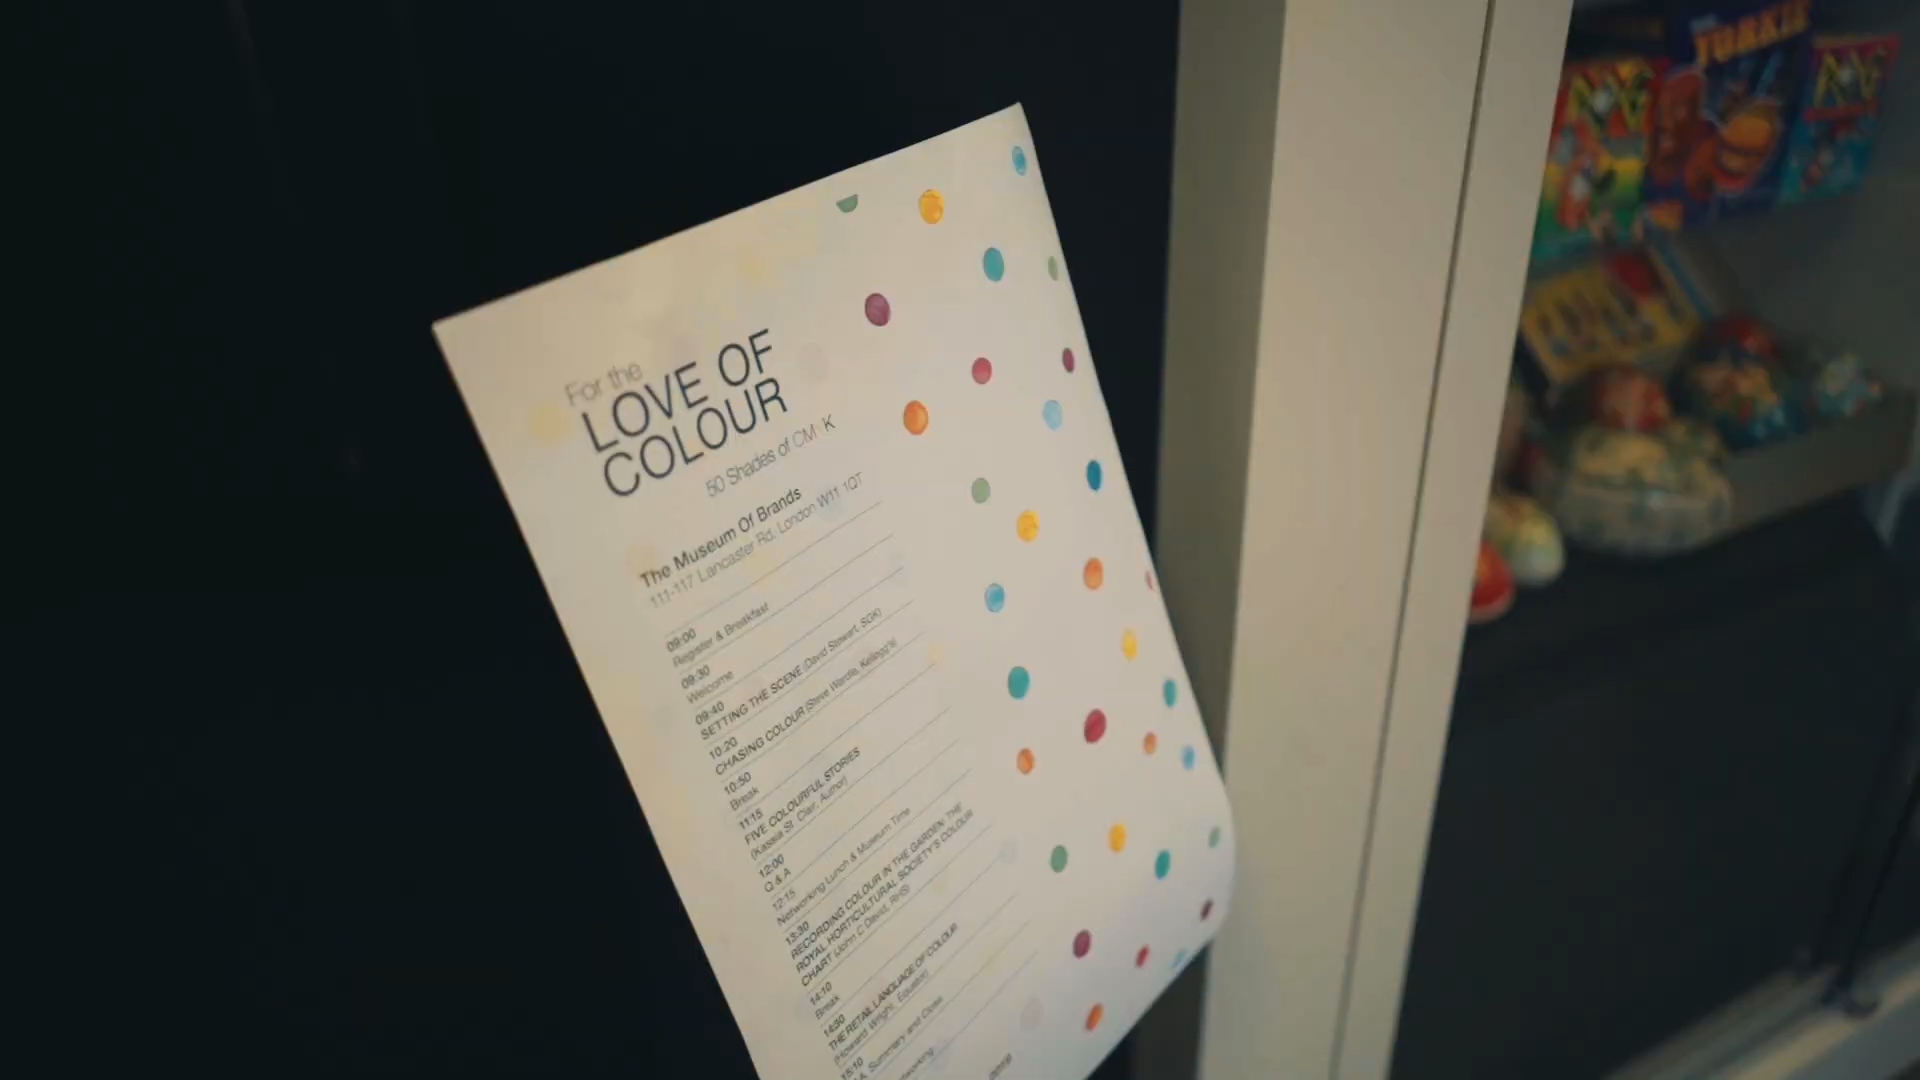 For the
LOVE OF
COLOUR
50 Shades of CMYK
The Museum Of Brands
111-117 Lancaster Rd, London W11 1QT
09:00
Register & Breakfast
09:30
Welcome
09:40
SETTING THE SCENE (David Stewart, SGK)
10:20
CHASING COLOUR (Steve Wardle, Kellogg's)
10:50
Break
11:15
FIVE COLOURFUL STORIES
(Kassia St. Clair, Author)
12:00
Q & A
12:15
Networking Lunch & Museum Time
13:30
RECORDING COLOUR IN THE GARDEN: THE
ROYAL HORTICULTURAL SOCIETY'S COLOUR
CHART (John C David, RHS)
14:10
Break
14:30
THE RETAIL LANGUAGE OF COLOUR
(Howard Wright, Equator)
15:10
Summary and Close
YORKIE